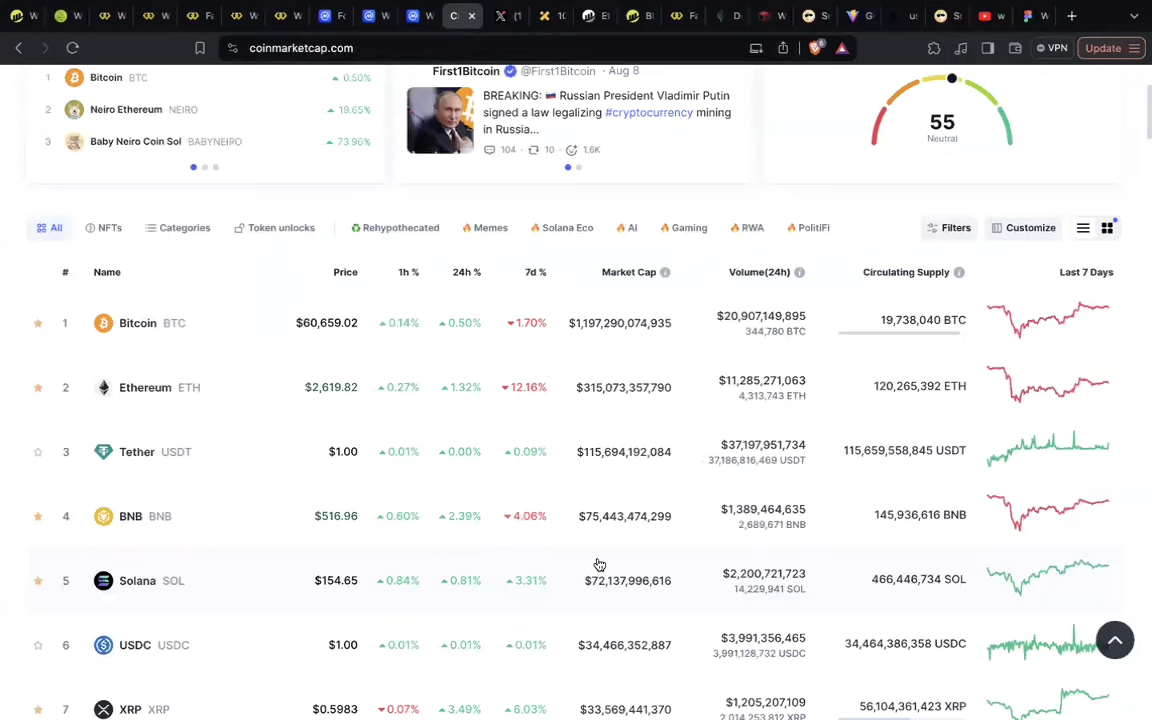 coinmarketcap.com
VPN
Update
1 Bitcoin BTC 0.50%
2 Neiro Ethereum NEIRO 19.65%
3 Baby Neiro Coin Sol BABYNEIRO 73.96%
First1Bitcoin @First1Bitcoin · Aug 8
BREAKING: Russian President Vladimir Putin
signed a law legalizing #cryptocurrency mining
in Russia...
104 · 10 · 1.6K
55
Neutral
All NFTs Categories Token unlocks Rehypothecated Memes Solana Eco AI Gaming RWA PolitiFi Filters Customize
# Name Price 1h % 24h % 7d % Market Cap Volume(24h) Circulating Supply Last 7 Days
1 Bitcoin BTC $60,659.02 0.14% 0.50% 1.70% $1,197,290,074,935 $20,907,149,895 19,738,040 BTC
344,780 BTC
2 Ethereum ETH $2,619.82 0.27% 1.32% 12.16% $315,073,357,790 $11,285,271,063 120,265,392 ETH
4,313,743 ETH
3 Tether USDT $1.00 0.01% 0.00% 0.09% $115,694,192,084 $37,197,951,734 115,659,558,845 USDT
37,186,816,469 USDT
4 BNB BNB $516.96 0.60% 2.39% 4.06% $75,443,474,299 $1,389,464,635 145,936,616 BNB
2,689,671 BNB
5 Solana SOL $154.65 0.84% 0.81% 3.31% $72,137,996,616 $2,200,721,723 466,446,734 SOL
14,229,941 SOL
6 USDC USDC $1.00 0.01% 0.01% 0.01% $34,466,352,887 $3,991,356,465 34,464,386,358 USDC
3,991,128,732 USDC
7 XRP XRP $0.5983 0.07% 3.49% 6.03% $33,569,441,370 $1,205,207,109 56,104,361,423 XRP
2,014,253,812 XRP